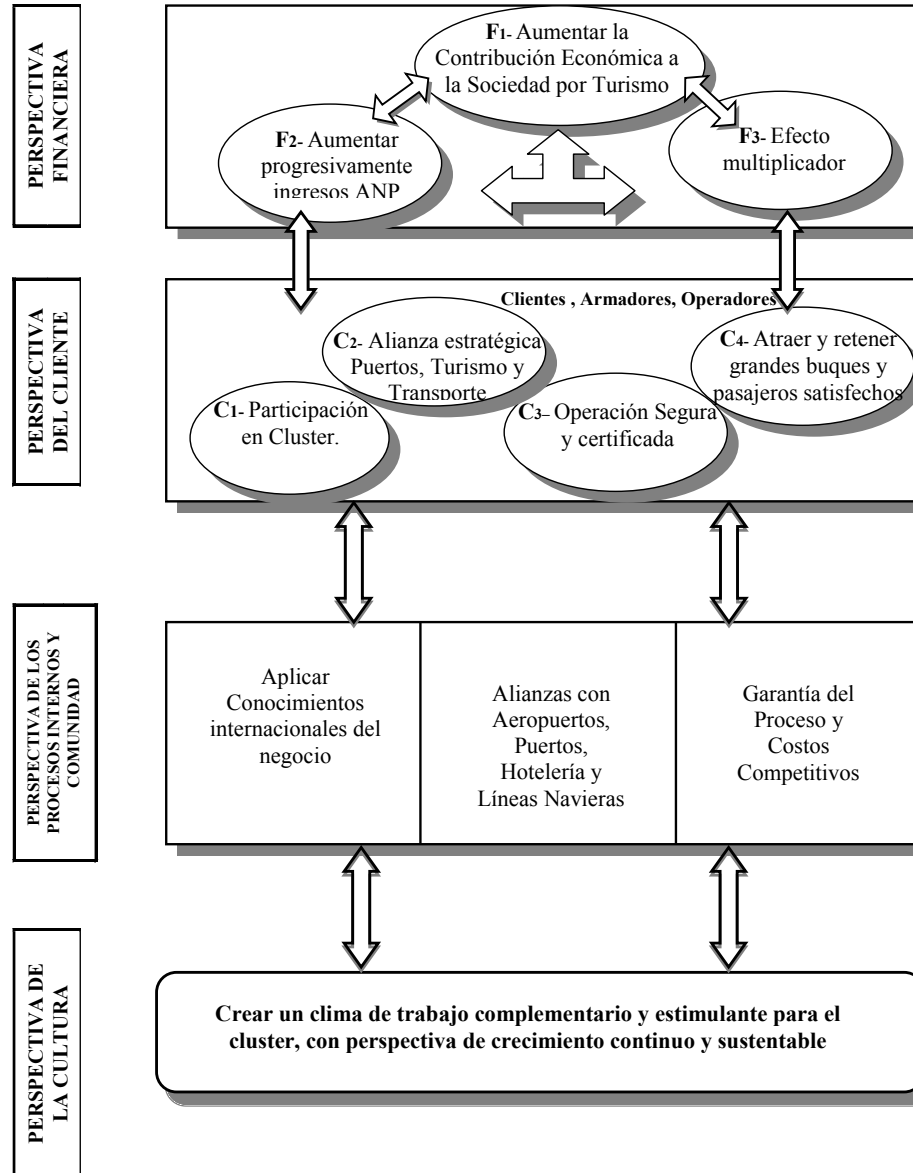 PERSPECTIVA
FINANCIERA
F1- Aumentar la
Contribución Económica a
la Sociedad por Turismo
F2- Aumentar
progresivamente
ingresos ANP
F3- Efecto
multiplicador
PERSPECTIVA
DEL CLIENTE
Clientes , Armadores, Operadores
C2- Alianza estratégica
Puertos, Turismo y
Transporte
C4- Atraer y retener
grandes buques y
pasajeros satisfechos
C1- Participación
en Cluster.
C3– Operación Segura
y certificada
PERSPECTIVA DE LOS
PROCESOS INTERNOS Y
COMUNIDAD
Aplicar
Conocimientos
internacionales del
negocio
Alianzas con
Aeropuertos,
Puertos,
Hotelería y
Líneas Navieras
Garantía del
Proceso y
Costos
Competitivos
PERSPECTIVA DE
LA CULTURA
Crear un clima de trabajo complementario y estimulante para el
cluster, con perspectiva de crecimiento continuo y sustentable